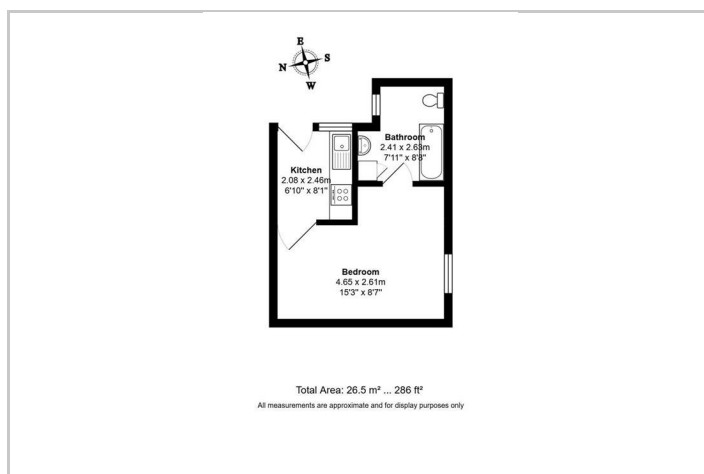 E
N
S
W
Bathroom
2.41 x 2.63m
7'11" x 8'8"
Kitchen
2.08 x 2.46m
6'10" x 8'1"
Bedroom
4.65 x 2.61m
15'3" x 8'7"
Total Area: 26.5 m² ... 286 ft²
All measurements are approximate and for display purposes only